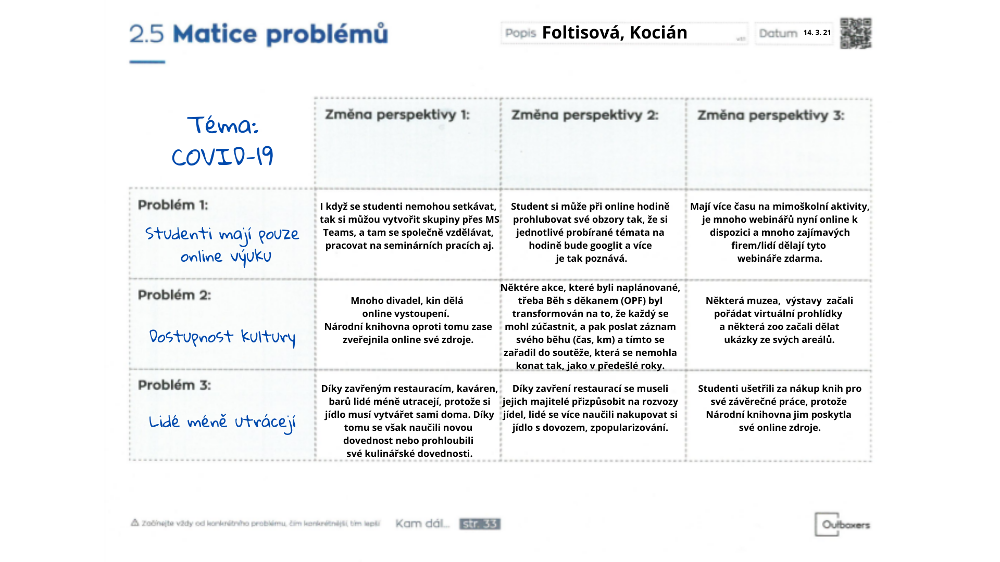 2.5 Matice problémů
Popis Foltisová, Kocián
v1.1
Datum 14. 3. 21
Téma:
COVID-19
Změna perspektivy 1:
Změna perspektivy 2:
Změna perspektivy 3:
Problém 1:
Studenti mají pouze
online výuku
I když se studenti nemohou setkávat,
tak si můžou vytvořit skupiny přes MS
Teams, a tam se společně vzdělávat,
pracovat na seminárních pracích aj.
Student si může při online hodině
prohlubovat své obzory tak, že si
jednotlivé probírané témata na
hodině bude googlit a více
je tak poznává.
Mají více času na mimoškolní aktivity,
je mnoho webinářů nyní online k
dispozici a mnoho zajímavých
firem/lidí dělají tyto
webináře zdarma.
Problém 2:
Dostupnost kultury
Mnoho divadel, kin dělá
online vystoupení.
Národní knihovna oproti tomu zase
zveřejnila online své zdroje.
Něktére akce, které byli naplánované,
třeba Běh s děkanem (OPF) byl
transformován na to, že každý se
mohl zúčastnit, a pak poslat záznam
svého běhu (čas, km) a tímto se
zařadil do soutěže, která se nemohla
konat tak, jako v předešlé roky.
Některá muzea, výstavy začali
pořádat virtuální prohlídky
a některá zoo začali dělat
ukázky ze svých areálů.
Problém 3:
Lidé méně utrácejí
Díky zavřeným restauracím, kaváren,
barů lidé méně utracejí, protože si
jídlo musí vytvářet sami doma. Díky
tomu se však naučili novou
dovednost nebo prohloubili
své kulinářské dovednosti.
Díky zavření restaurací se museli
jejich majitelé přizpůsobit na rozvozy
jídel, lidé se více naučili nakupovat si
jídlo s dovozem, zpopularizování.
Studenti ušetřili za nákup knih pro
své závěrečné práce, protože
Národní knihovna jim poskytla
své online zdroje.
Začínejte vždy od konkrétního problému, čím konkrétnější, tím lepší
Kam dál... str. 33
Outboxers